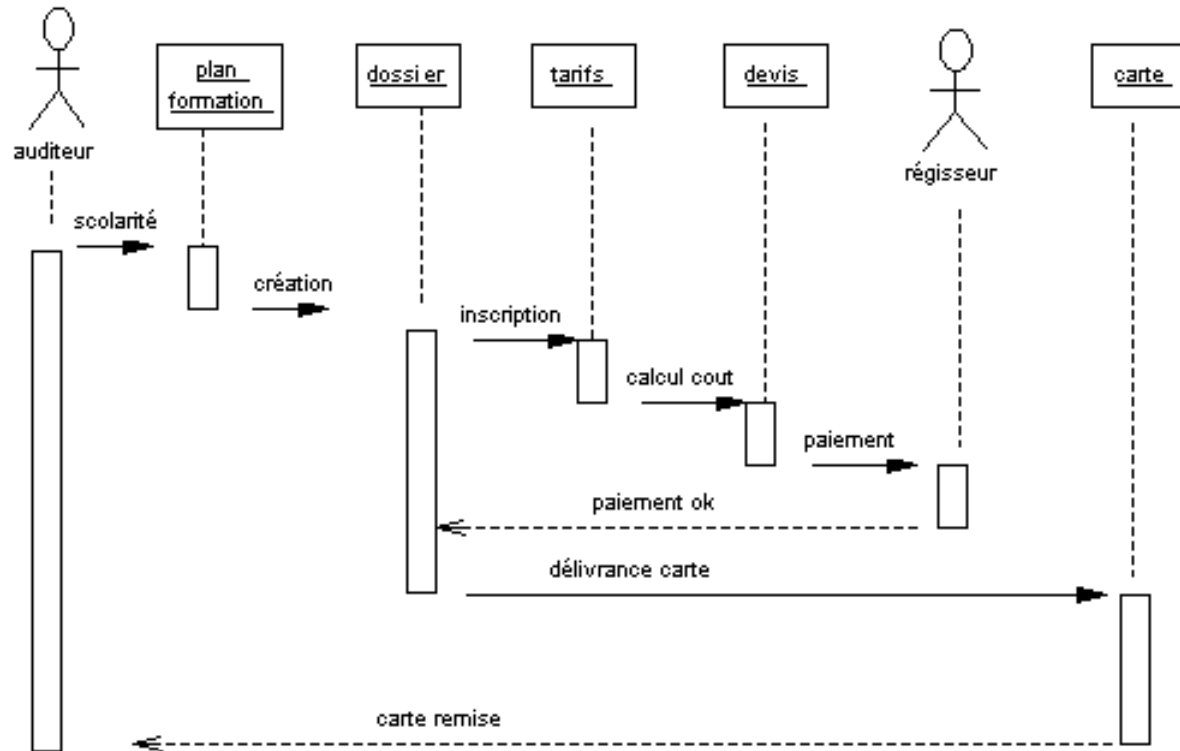 plan
formation
dossier
tarifs
devis
carte
auditeur
régisseur
scolarité
création
inscription
calcul cout
paiement
paiement ok
délivrance carte
carte remise